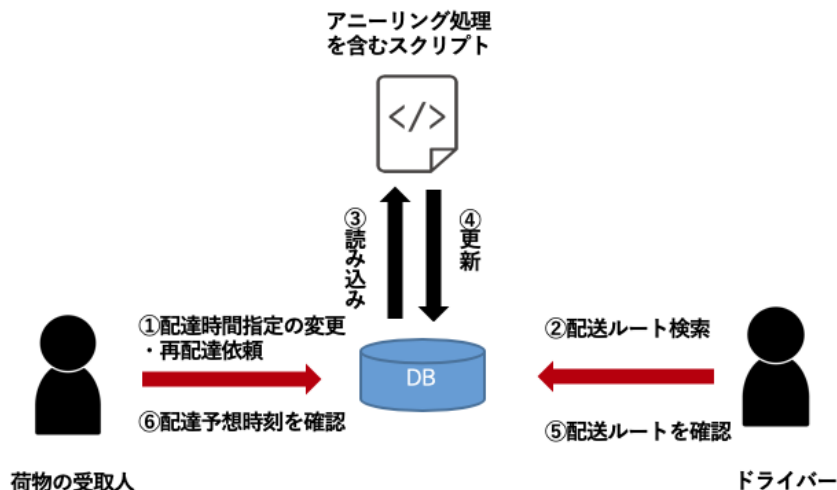 アニーリング処理
を含むスクリプト
</>
③読み込み
④更新
①配達時間指定の変更
・再配達依頼
②配送ルート検索
DB
⑥配達予想時刻を確認
⑤配送ルートを確認
荷物の受取人
ドライバー